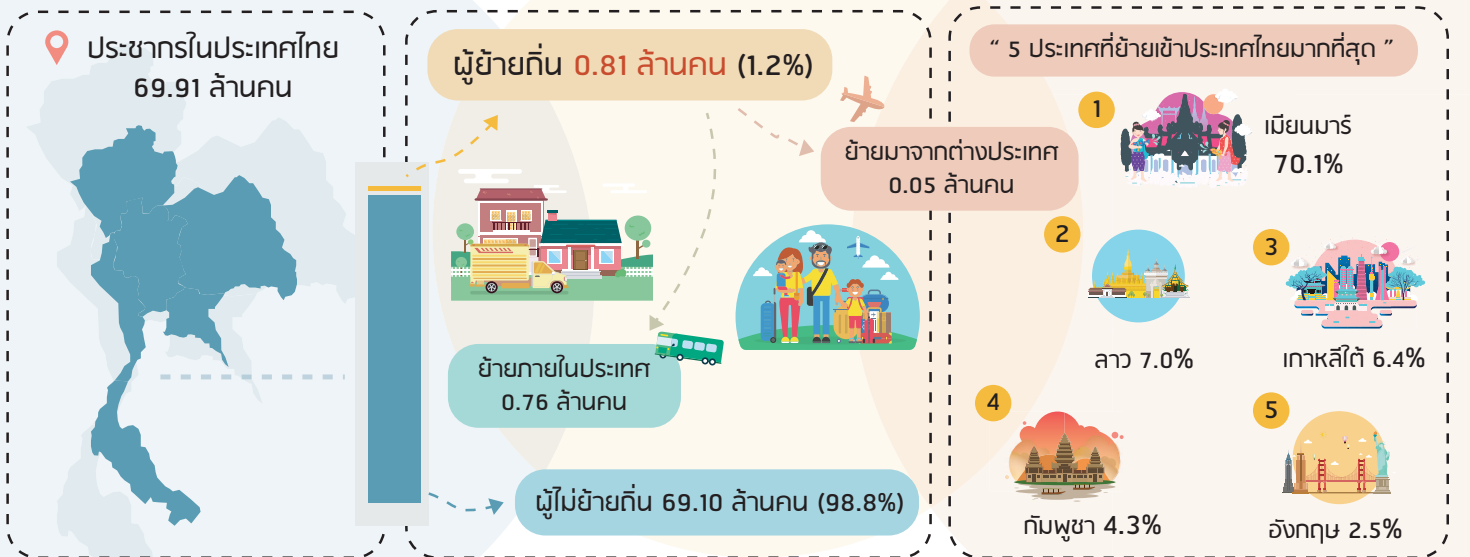 ประชากรในประเทศไทย
69.91 ล้านคน
ผู้ย้ายถิ่น 0.81 ล้านคน (1.2%)
ย้ายมาจากต่างประเทศ
0.05 ล้านคน
ย้ายภายในประเทศ
0.76 ล้านคน
ผู้ไม่ย้ายถิ่น 69.10 ล้านคน (98.8%)
“ 5 ประเทศที่ย้ายเข้าประเทศไทยมากที่สุด ”
1
เมียนมาร์
70.1%
2
ลาว 7.0%
3
เกาหลีใต้ 6.4%
4
กัมพูชา 4.3%
5
อังกฤษ 2.5%